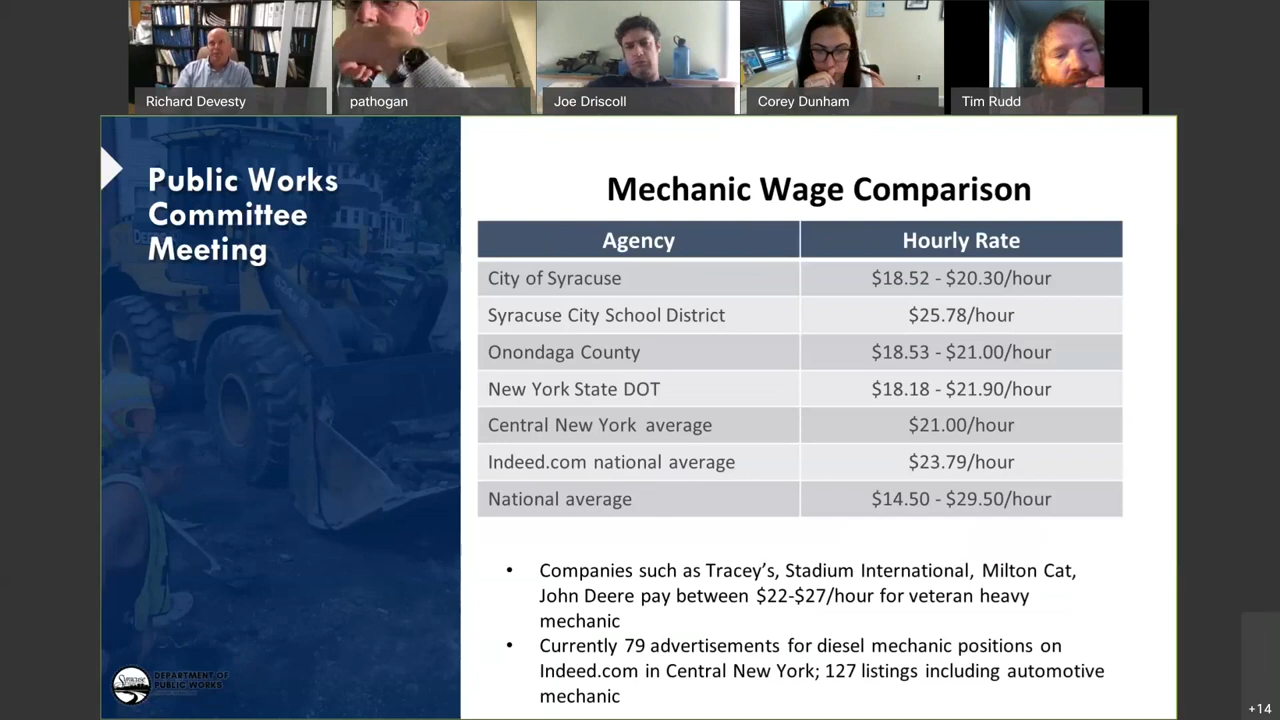 Richard Devesty
pathogan
Joe Driscoll
Corey Dunham
Tim Rudd
Public Works
Committee
Meeting
Mechanic Wage Comparison
Agency Hourly Rate
City of Syracuse $18.52 - $20.30/hour
Syracuse City School District $25.78/hour
Onondaga County $18.53 - $21.00/hour
New York State DOT $18.18 - $21.90/hour
Central New York average $21.00/hour
Indeed.com national average $23.79/hour
National average $14.50 - $29.50/hour
• Companies such as Tracey's, Stadium International, Milton Cat,
John Deere pay between $22-$27/hour for veteran heavy
mechanic
• Currently 79 advertisements for diesel mechanic positions on
Indeed.com in Central New York; 127 listings including automotive
mechanic
Syracuse
DEPARTMENT OF
PUBLIC WORKS
+14